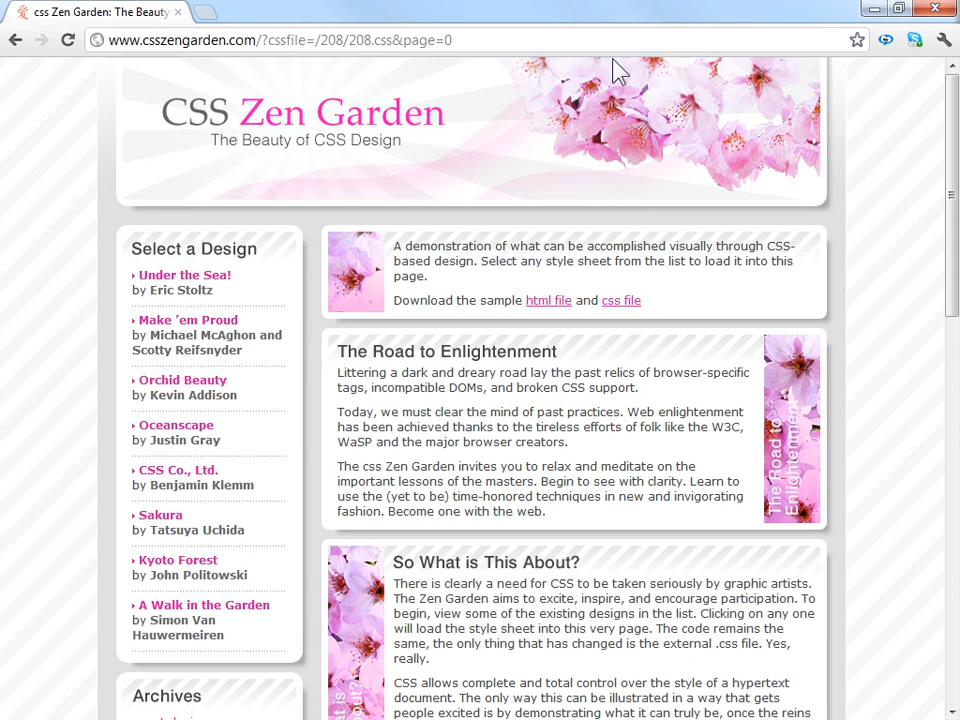 css Zen Garden: The Beauty
www.csszengarden.com/?cssfile=/208/208.css&page=0
CSS Zen Garden
The Beauty of CSS Design
Select a Design
Under the Sea!
by Eric Stoltz
Make 'em Proud
by Michael McAghon and
Scotty Reifsnyder
Orchid Beauty
by Kevin Addison
Oceanscape
by Justin Gray
CSS Co., Ltd.
by Benjamin Klemm
Sakura
by Tatsuya Uchida
Kyoto Forest
by John Politowski
A Walk in the Garden
by Simon Van
Hauwermeiren
Archives
A demonstration of what can be accomplished visually through CSS-
based design. Select any style sheet from the list to load it into this
page.
Download the sample html file and css file
The Road to Enlightenment
Littering a dark and dreary road lay the past relics of browser-specific
tags, incompatible DOMs, and broken CSS support.
Today, we must clear the mind of past practices. Web enlightenment
has been achieved thanks to the tireless efforts of folk like the W3C,
WaSP and the major browser creators.
The css Zen Garden invites you to relax and meditate on the
important lessons of the masters. Begin to see with clarity. Learn to
use the (yet to be) time-honored techniques in new and invigorating
fashion. Become one with the web.
The Road to
Enlightenment
So What is This About?
There is clearly a need for CSS to be taken seriously by graphic artists.
The Zen Garden aims to excite, inspire, and encourage participation. To
begin, view some of the existing designs in the list. Clicking on any one
will load the style sheet into this very page. The code remains the
same, the only thing that has changed is the external .css file. Yes,
really.
CSS allows complete and total control over the style of a hypertext
document. The only way this can be illustrated in a way that gets
people excited is by demonstrating what it can truly be, once the reins